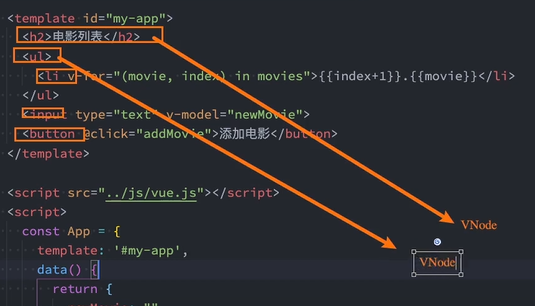 <template id="my-app">
<h2>电影列表</h2>
<ul>
<li v-for="(movie, index) in movies">{{index+1}}.{{movie}}</li>
</ul>
<input type="text" v-model="newMovie">
<button @click="addMovie">添加电影</button>
</template>
<script src="../js/vue.js"></script>
<script>
const App = {
VNode
template: '#my-app',
VNode
data() {
return {